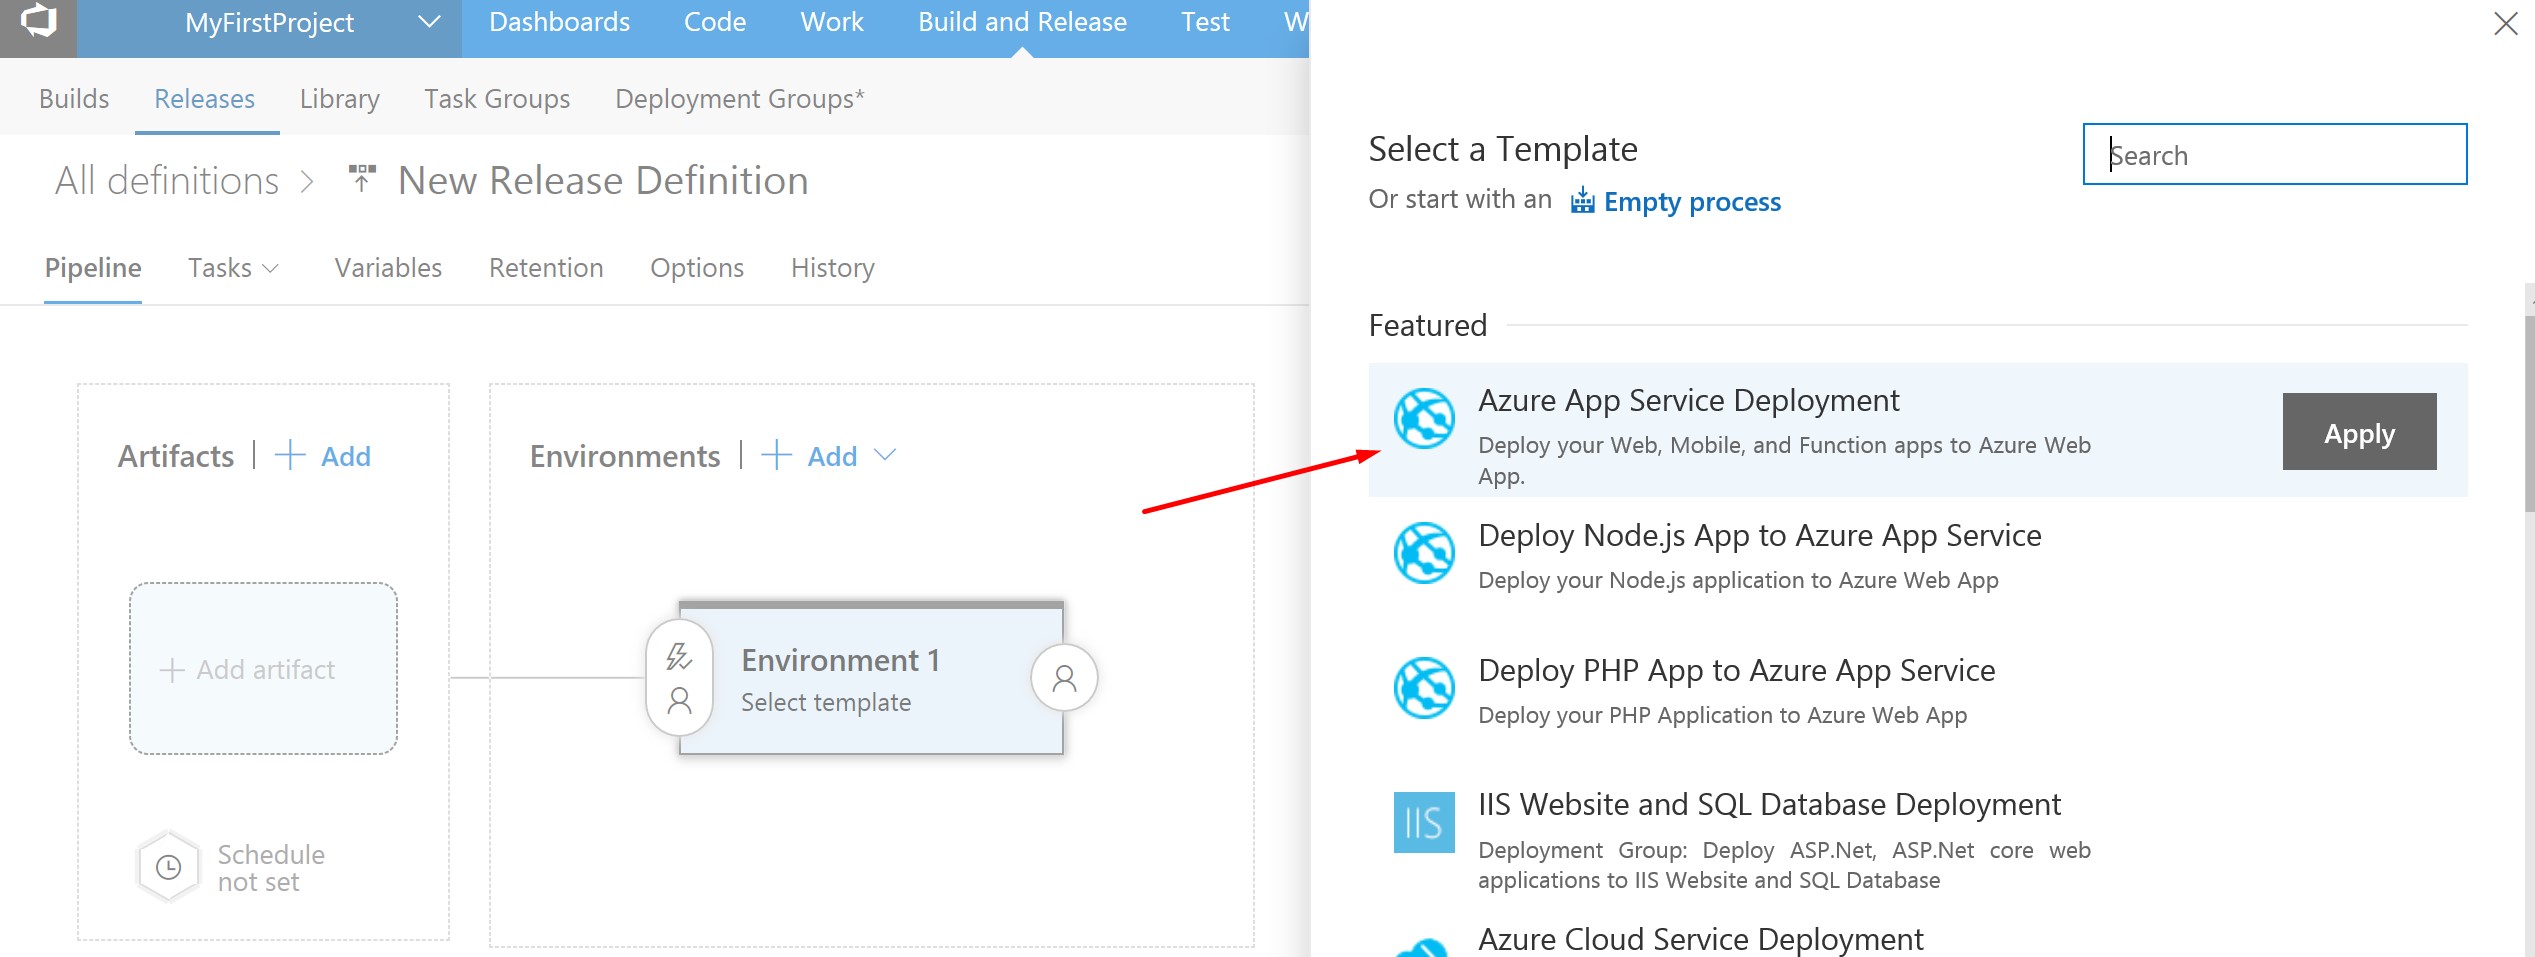 MyFirstProject
Dashboards Code Work Build and Release Test W
Builds Releases Library Task Groups Deployment Groups*
All definitions > New Release Definition
Pipeline Tasks Variables Retention Options History
Artifacts | + Add
Environments | + Add
+ Add artifact
Environment 1
Select template
Schedule
not set
Select a Template
Search
Or start with an Empty process
Featured
Azure App Service Deployment
Deploy your Web, Mobile, and Function apps to Azure Web
App.
Apply
Deploy Node.js App to Azure App Service
Deploy your Node.js application to Azure Web App
Deploy PHP App to Azure App Service
Deploy your PHP Application to Azure Web App
IIS
IIS Website and SQL Database Deployment
Deployment Group: Deploy ASP.Net, ASP.Net core web
applications to IIS Website and SQL Database
Azure Cloud Service Deployment